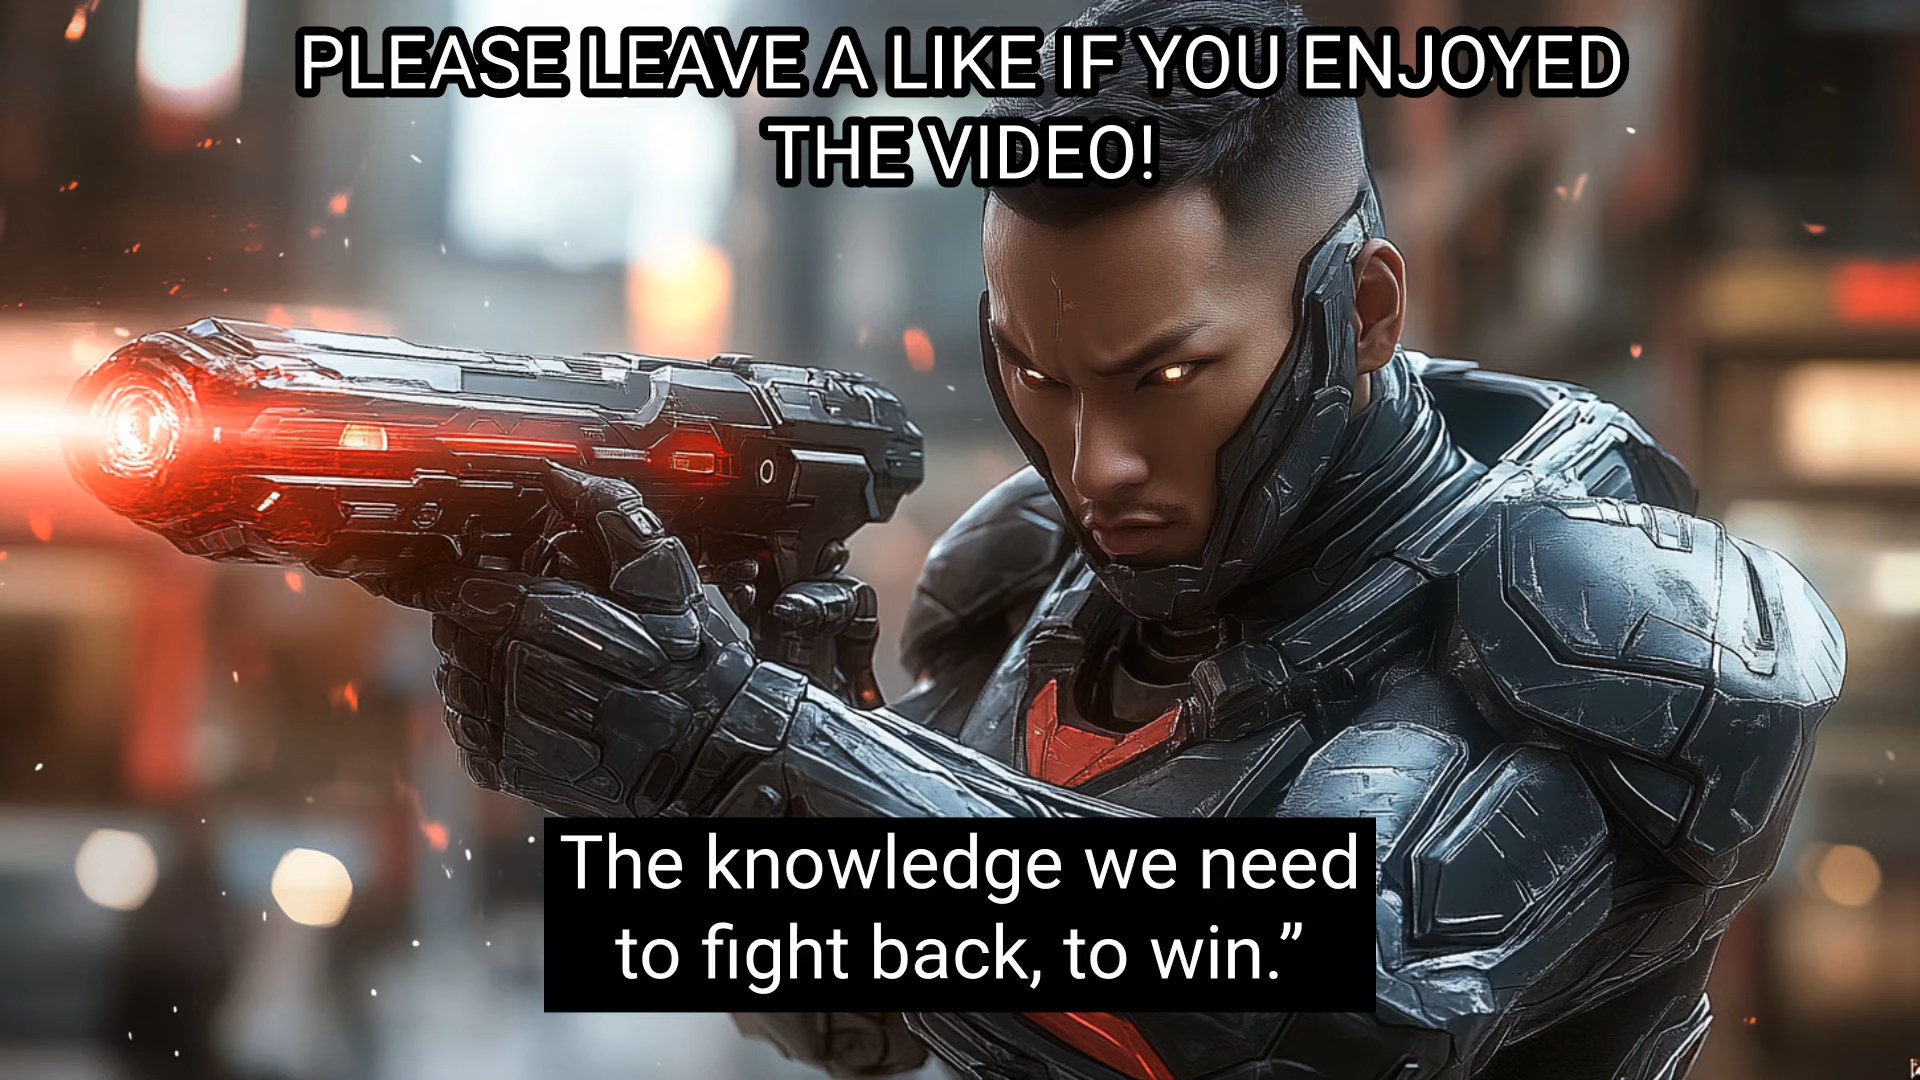 PLEASE LEAVE A LIKE IF YOU ENJOYED
THE VIDEO!
The knowledge we need
to fight back, to win.”